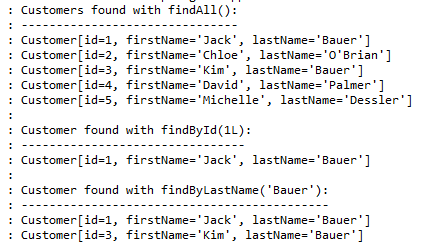 : Customers found with findAll():
: -------------------------------
: Customer[id=1, firstName='Jack', lastName='Bauer']
: Customer[id=2, firstName='Chloe', lastName='O'Brian']
: Customer[id=3, firstName='Kim', lastName='Bauer']
: Customer[id=4, firstName='David', lastName='Palmer']
: Customer[id=5, firstName='Michelle', lastName='Dessler']
:
: Customer found with findById(1L):
: --------------------------------
: Customer[id=1, firstName='Jack', lastName='Bauer']
:
: Customer found with findByLastName('Bauer'):
: --------------------------------------------
: Customer[id=1, firstName='Jack', lastName='Bauer']
: Customer[id=3, firstName='Kim', lastName='Bauer']